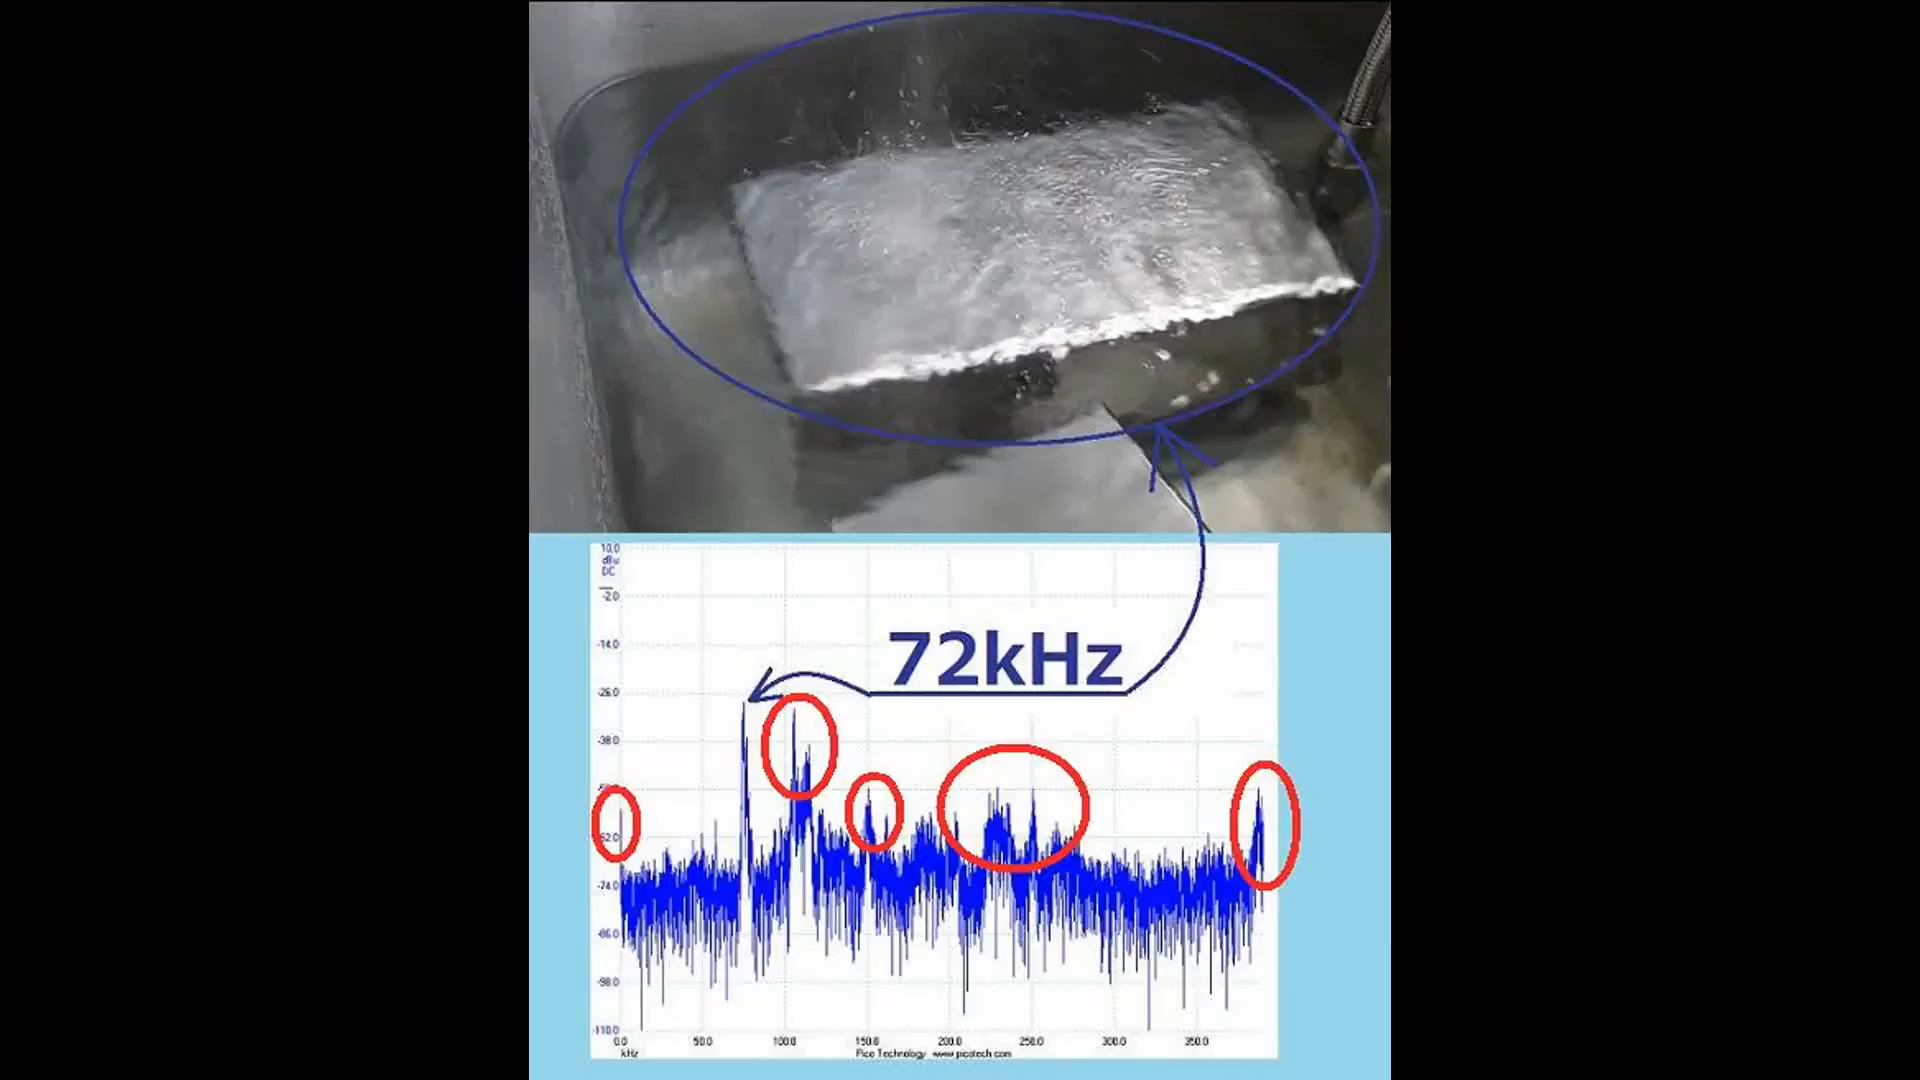 10.0
dBu
DC
-2.0
-14.0
72kHz
-26.0
-38.0
-74.0
-86.0
-98.0
-110.0
0.0 50.0 100.0 150.0 200.0 250.0 300.0 350.0
kHz
Pico Technology www.picotech.com